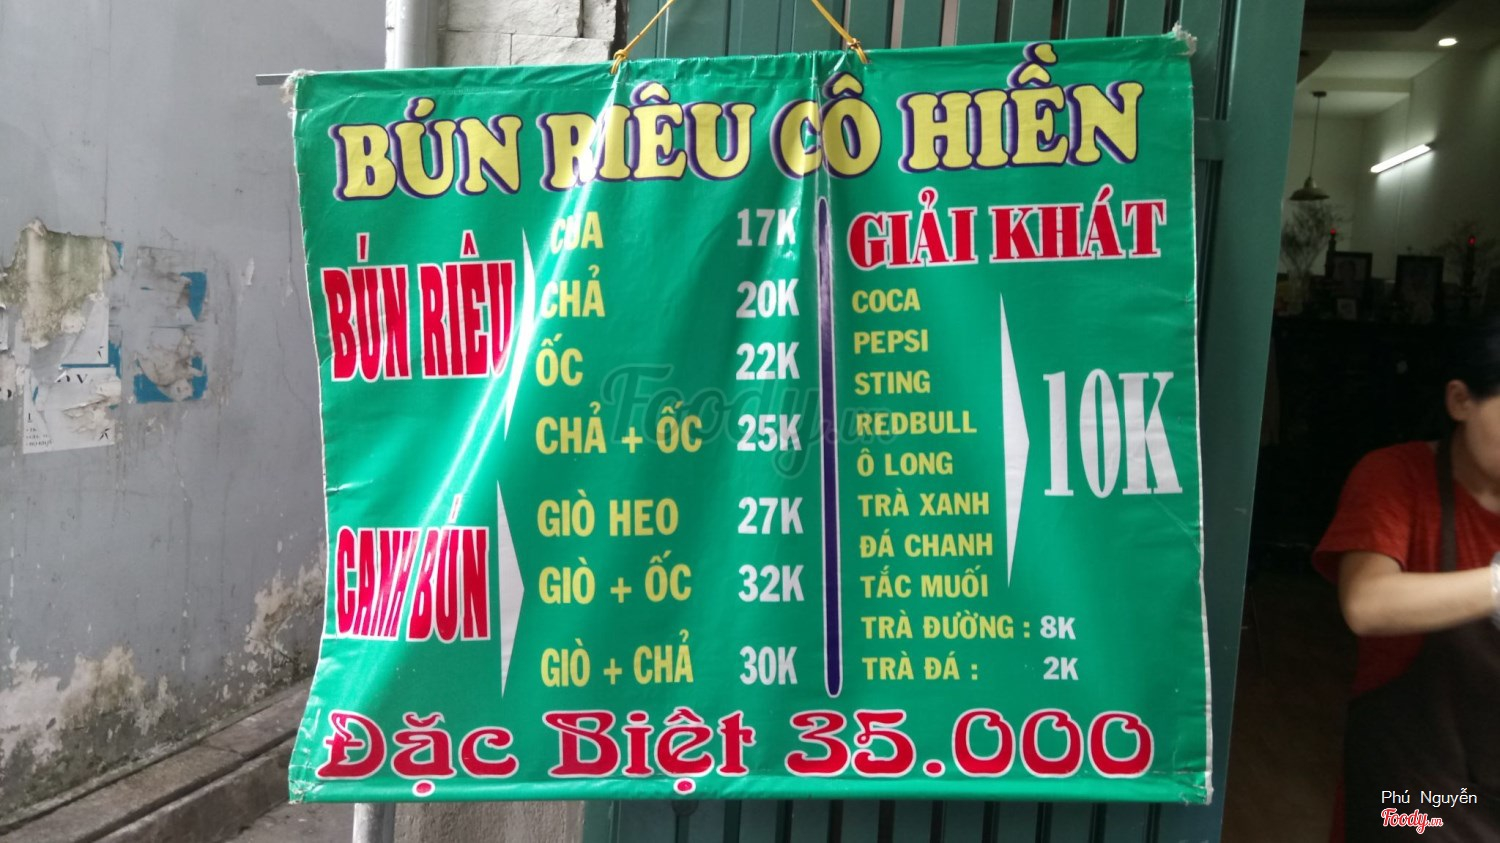 BÚN RIÊU CÔ HIỀN
BÚN RIÊU
CUA 17K
CHẢ 20K
ỐC 22K
CHẢ + ỐC 25K
CANH BÚN
GIÒ HEO 27K
GIÒ + ỐC 32K
GIÒ + CHẢ 30K
GIẢI KHÁT
COCA
PEPSI
STING
REDBULL
Ô LONG
TRÀ XANH
ĐÁ CHANH
TẮC MUỐI
10K
TRÀ ĐƯỜNG : 8K
TRÀ ĐÁ : 2K
Đặc Biệt 35.000
Foody.vn
Phú Nguyễn
Foody.vn